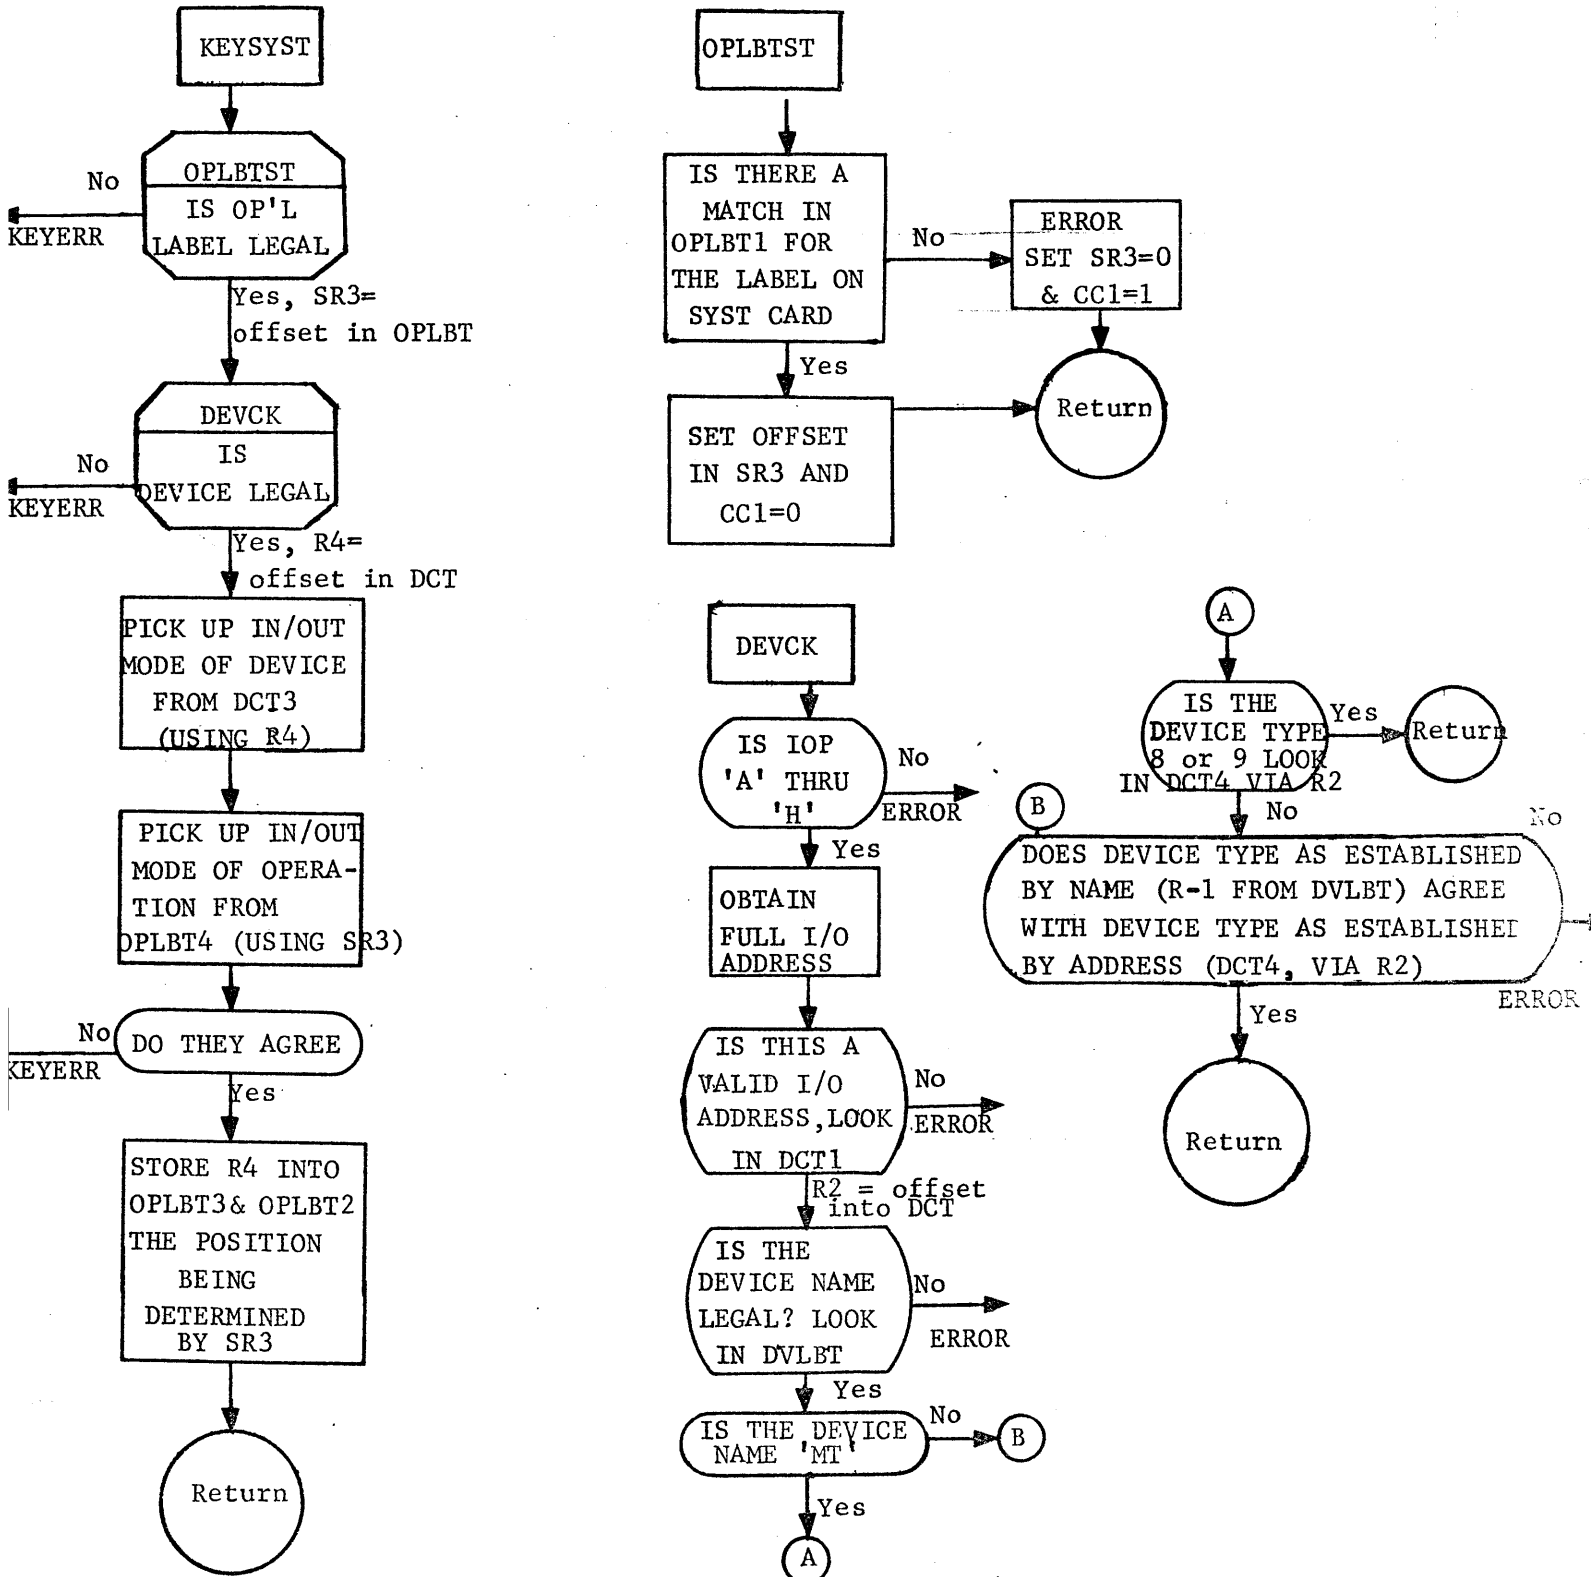 KEYSYST
OPLBTST
No
IS OP'L
LABEL LEGAL
KEYERR
Yes, SR3=
offset in OPLBT
DEVCK
No
IS
DEVICE LEGAL
KEYERR
Yes, R4=
offset in DCT
PICK UP IN/OUT
MODE OF DEVICE
FROM DCT3
(USING R4)
PICK UP IN/OUT
MODE OF OPERA-
TION FROM
OPLBT4 (USING SR3)
No
DO THEY AGREE
KEYERR
Yes
STORE R4 INTO
OPLBT3& OPLBT2
THE POSITION
BEING
DETERMINED
BY SR3
Return
OPLBTST
IS THERE A
MATCH IN
OPLBT1 FOR
THE LABEL ON
SYST CARD
No
ERROR
SET SR3=0
& CC1=1
Yes
Return
SET OFFSET
IN SR3 AND
CC1=0
DEVCK
IS IOP
'A' THRU
'H'
No
ERROR
Yes
OBTAIN
FULL I/O
ADDRESS
IS THIS A
VALID I/O
ADDRESS,LOOK
IN DCT1
No
ERROR
R2 = offset
into DCT
IS THE
DEVICE NAME
LEGAL? LOOK
IN DVLBT
No
ERROR
Yes
IS THE DEVICE
NAME 'MT'
No
B
Yes
A
A
IS THE
DEVICE TYPE
8 or 9 LOOK
IN DCT4 VIA R2
Yes
Return
No
B
No
DOES DEVICE TYPE AS ESTABLISHED
BY NAME (R-1 FROM DVLBT) AGREE
WITH DEVICE TYPE AS ESTABLISHED
BY ADDRESS (DCT4, VIA R2)
ERROR
Yes
Return